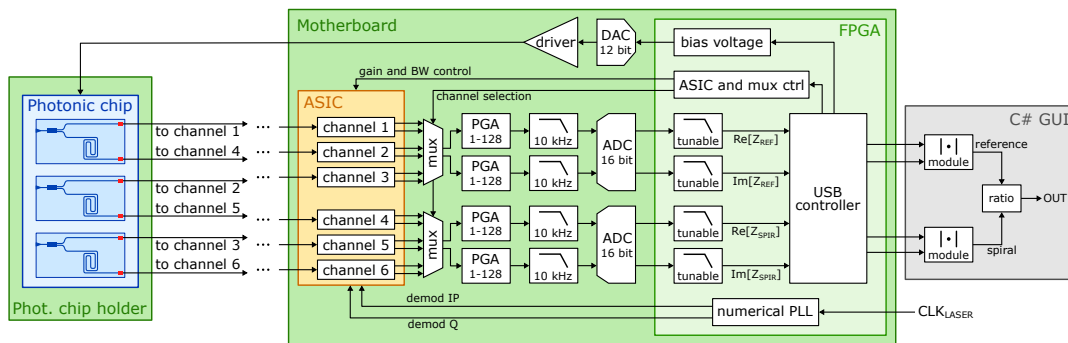 Motherboard
FPGA
driver
DAC
12 bit
bias voltage
gain and BW control
ASIC and mux ctrl
channel selection
Photonic chip
to channel 1
to channel 4
to channel 2
to channel 5
to channel 3
to channel 6
Phot. chip holder
...
...
...
...
...
...
ASIC
channel 1
channel 2
channel 3
channel 4
channel 5
channel 6
mux
mux
PGA
1-128
PGA
1-128
PGA
1-128
PGA
1-128
10 kHz
10 kHz
10 kHz
10 kHz
ADC
16 bit
ADC
16 bit
tunable
Re[ZREF]
tunable
Im[ZREF]
tunable
Re[ZSPIR]
tunable
Im[ZSPIR]
USB
controller
demod IP
demod Q
numerical PLL
CLKLASER
C# GUI
|·|
module
reference
ratio
OUT
|·|
module
spiral